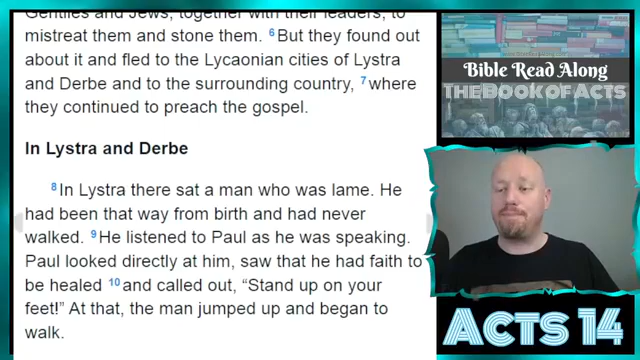 Gentiles and Jews, together with their leaders, to
mistreat them and stone them. 6 But they found out
about it and fled to the Lycaonian cities of Lystra
and Derbe and to the surrounding country, 7 where
they continued to preach the gospel.
In Lystra and Derbe
8 In Lystra there sat a man who was lame. He
had been that way from birth and had never
walked. 9 He listened to Paul as he was speaking.
Paul looked directly at him, saw that he had faith to
be healed 10 and called out, “Stand up on your
feet!” At that, the man jumped up and began to
walk.
Bible Read Along
The Book of Acts
ACTS 14